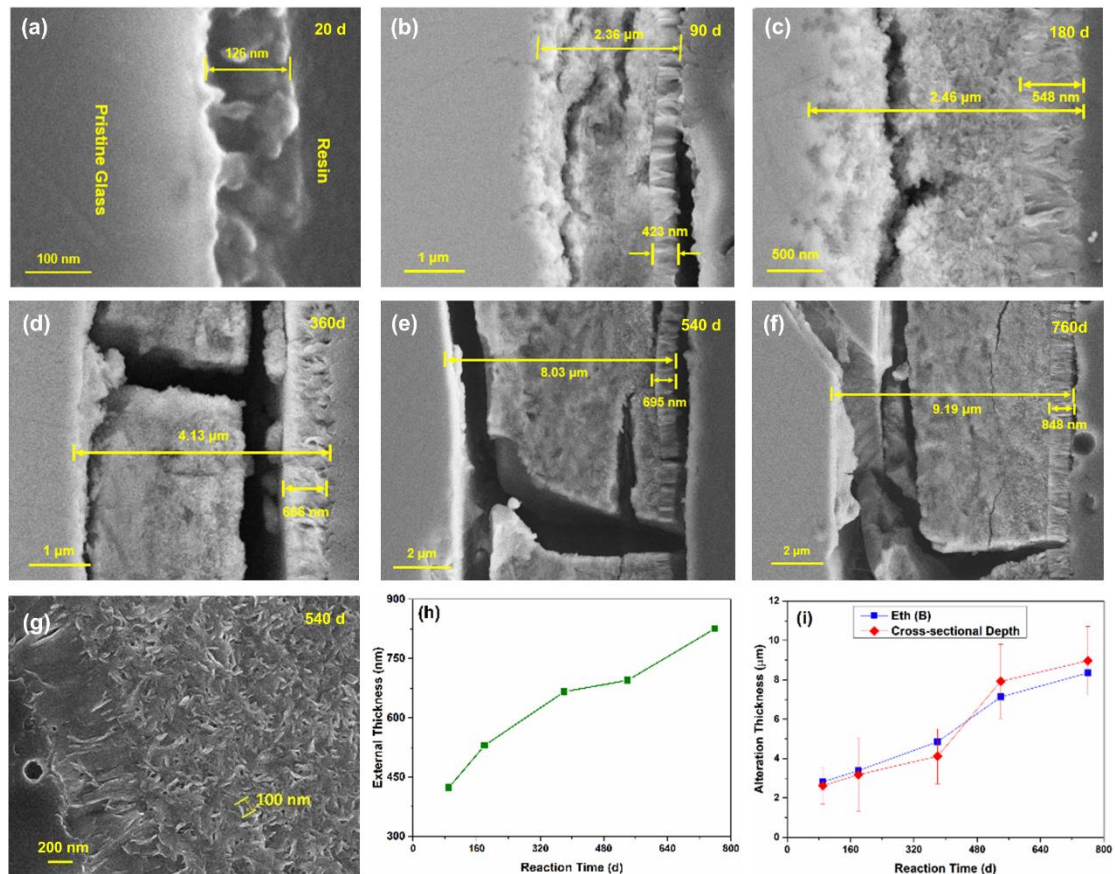 (a)
20 d
126 nm
Pristine Glass
Resin
100 nm
(b)
90 d
2.36 µm
423 nm
1 µm
(c)
180 d
2.46 µm
548 nm
500 nm
(d)
360d
4.13 µm
666 nm
1 µm
(e)
540 d
8.03 µm
695 nm
2 µm
(f)
760d
9.19 µm
848 nm
2 µm
(g)
540 d
100 nm
200 nm
(h)
External Thickness (nm)
900
750
600
450
300
0
160
320
480
640
800
Reaction Time (d)
(i)
Eth (B)
Cross-sectional Depth
Alteration Thickness (µm)
14
12
10
8
6
4
2
0
0
160
320
480
640
800
Reaction Time (d)